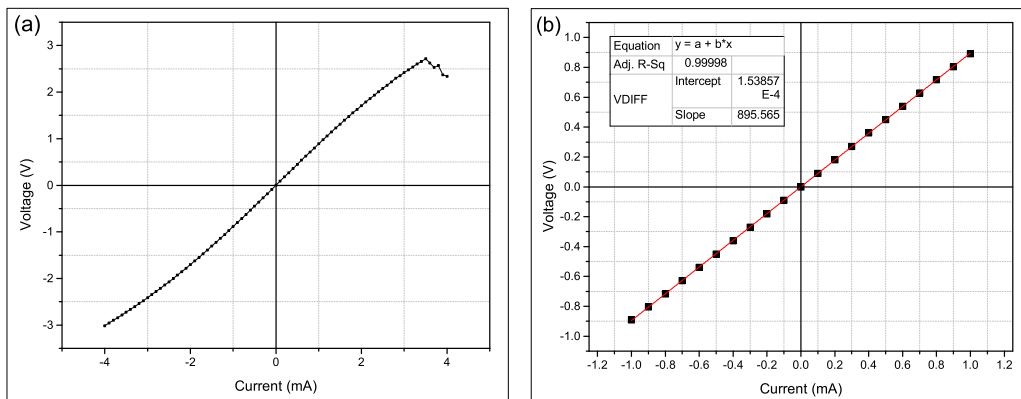 (a)
3
2
1
0
-1
-2
-3
Voltage (V)
-4
-2
0
2
4
Current (mA)
(b)
1.0
0.8
0.6
0.4
0.2
0.0
-0.2
-0.4
-0.6
-0.8
-1.0
Voltage (V)
Equation y = a + b*x
Adj. R-Sq 0.99998
VDIFF Intercept 1.53857
E-4
Slope 895.565
-1.2 -1.0 -0.8 -0.6 -0.4 -0.2 0.0 0.2 0.4 0.6 0.8 1.0 1.2
Current (mA)